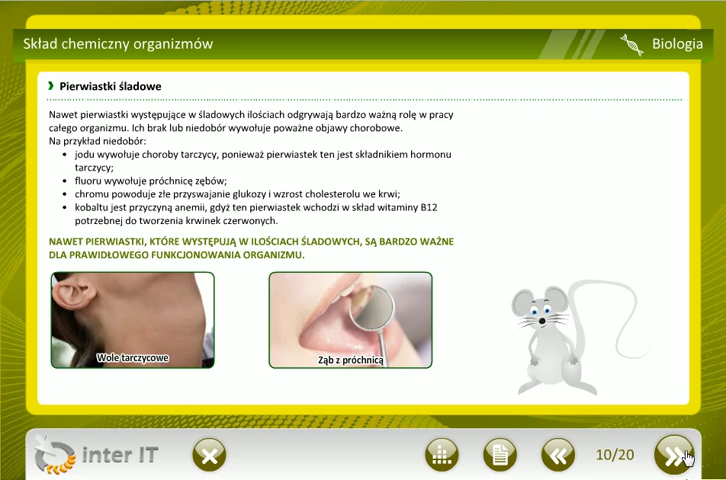 Skład chemiczny organizmów
Biologia
Pierwiastki śladowe
Nawet pierwiastki występujące w śladowych ilościach odgrywają bardzo ważną rolę w pracy
całego organizmu. Ich brak lub niedobór wywołuje poważne objawy chorobowe.
Na przykład niedobór:
• jodu wywołuje choroby tarczycy, ponieważ pierwiastek ten jest składnikiem hormonu
tarczycy;
• fluoru wywołuje próchnicę zębów;
• chromu powoduje złe przyswajanie glukozy i wzrost cholesterolu we krwi;
• kobaltu jest przyczyną anemii, gdyż ten pierwiastek wchodzi w skład witaminy B12
potrzebnej do tworzenia krwinek czerwonych.
NAWET PIERWIASTKI, KTÓRE WYSTĘPUJĄ W ILOŚCIACH ŚLADOWYCH, SĄ BARDZO WAŻNE
DLA PRAWIDŁOWEGO FUNKCJONOWANIA ORGANIZMU.
Wole tarczycowe
Ząb z próchnicą
inter IT
10/20